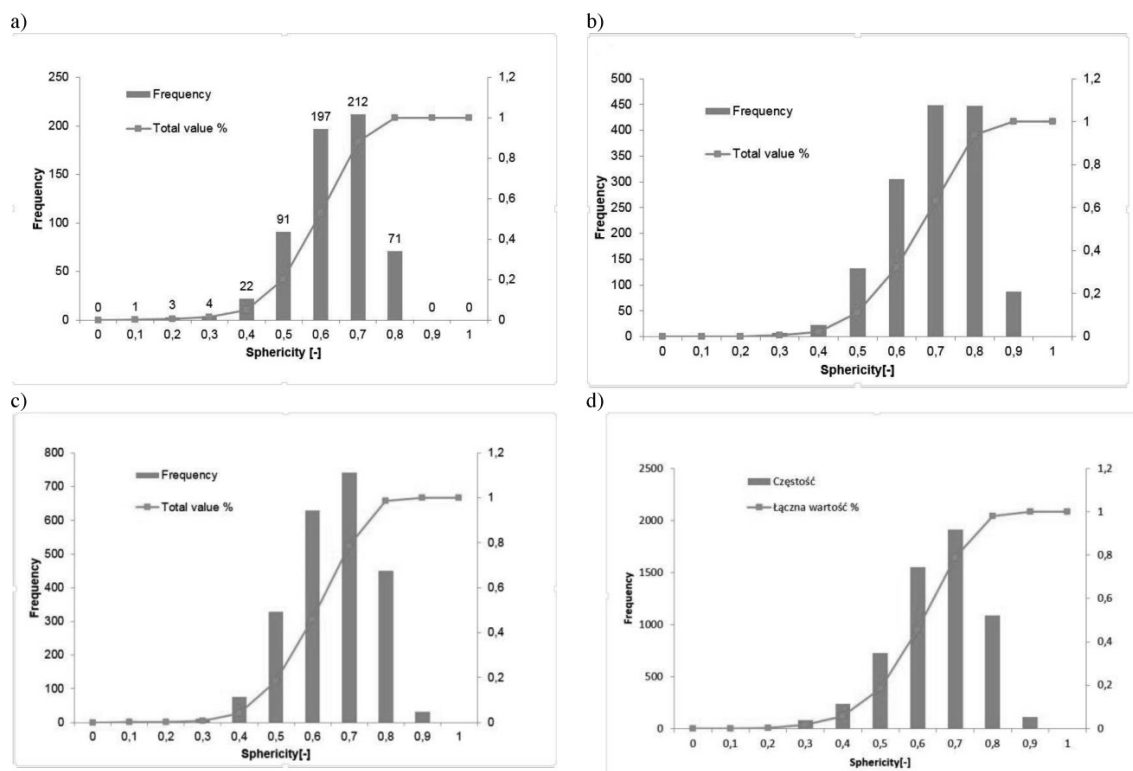 a)
250
200
150
100
50
0
Frequency
Frequency
Total value %
0 1 3 4 22 91 197 212 71 0 0
1,2
1
0,8
0,6
0,4
0,2
0
0 0,1 0,2 0,3 0,4 0,5 0,6 0,7 0,8 0,9 1
Sphericity [-]
b)
500
450
400
350
300
250
200
150
100
50
0
Frequency
Frequency
Total value %
1,2
1
0,8
0,6
0,4
0,2
0
0 0,1 0,2 0,3 0,4 0,5 0,6 0,7 0,8 0,9 1
Sphericity[-]
c)
800
700
600
500
400
300
200
100
0
Frequency
Frequency
Total value %
1,2
1
0,8
0,6
0,4
0,2
0
0 0,1 0,2 0,3 0,4 0,5 0,6 0,7 0,8 0,9 1
Sphericity[-]
d)
2500
2000
1500
1000
500
0
Frequency
Częstość
Łączna wartość %
1,2
1
0,8
0,6
0,4
0,2
0
0 0,1 0,2 0,3 0,4 0,5 0,6 0,7 0,8 0,9 1
Sphericity[-]